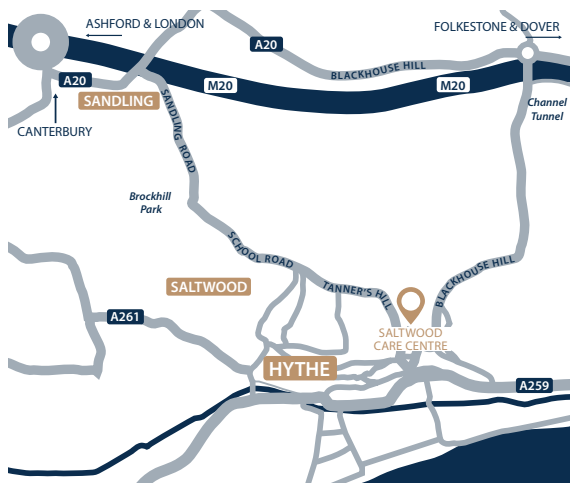 ASHFORD & LONDON
FOLKESTONE & DOVER
A20
BLACKHOUSE HILL
A20
M20
M20
SANDLING
Channel
Tunnel
CANTERBURY
SANDLING ROAD
Brockhill
Park
SCHOOL ROAD
TANNER'S HILL
BLACKHOUSE HILL
SALTWOOD
A261
SALTWOOD
CARE CENTRE
HYTHE
A259